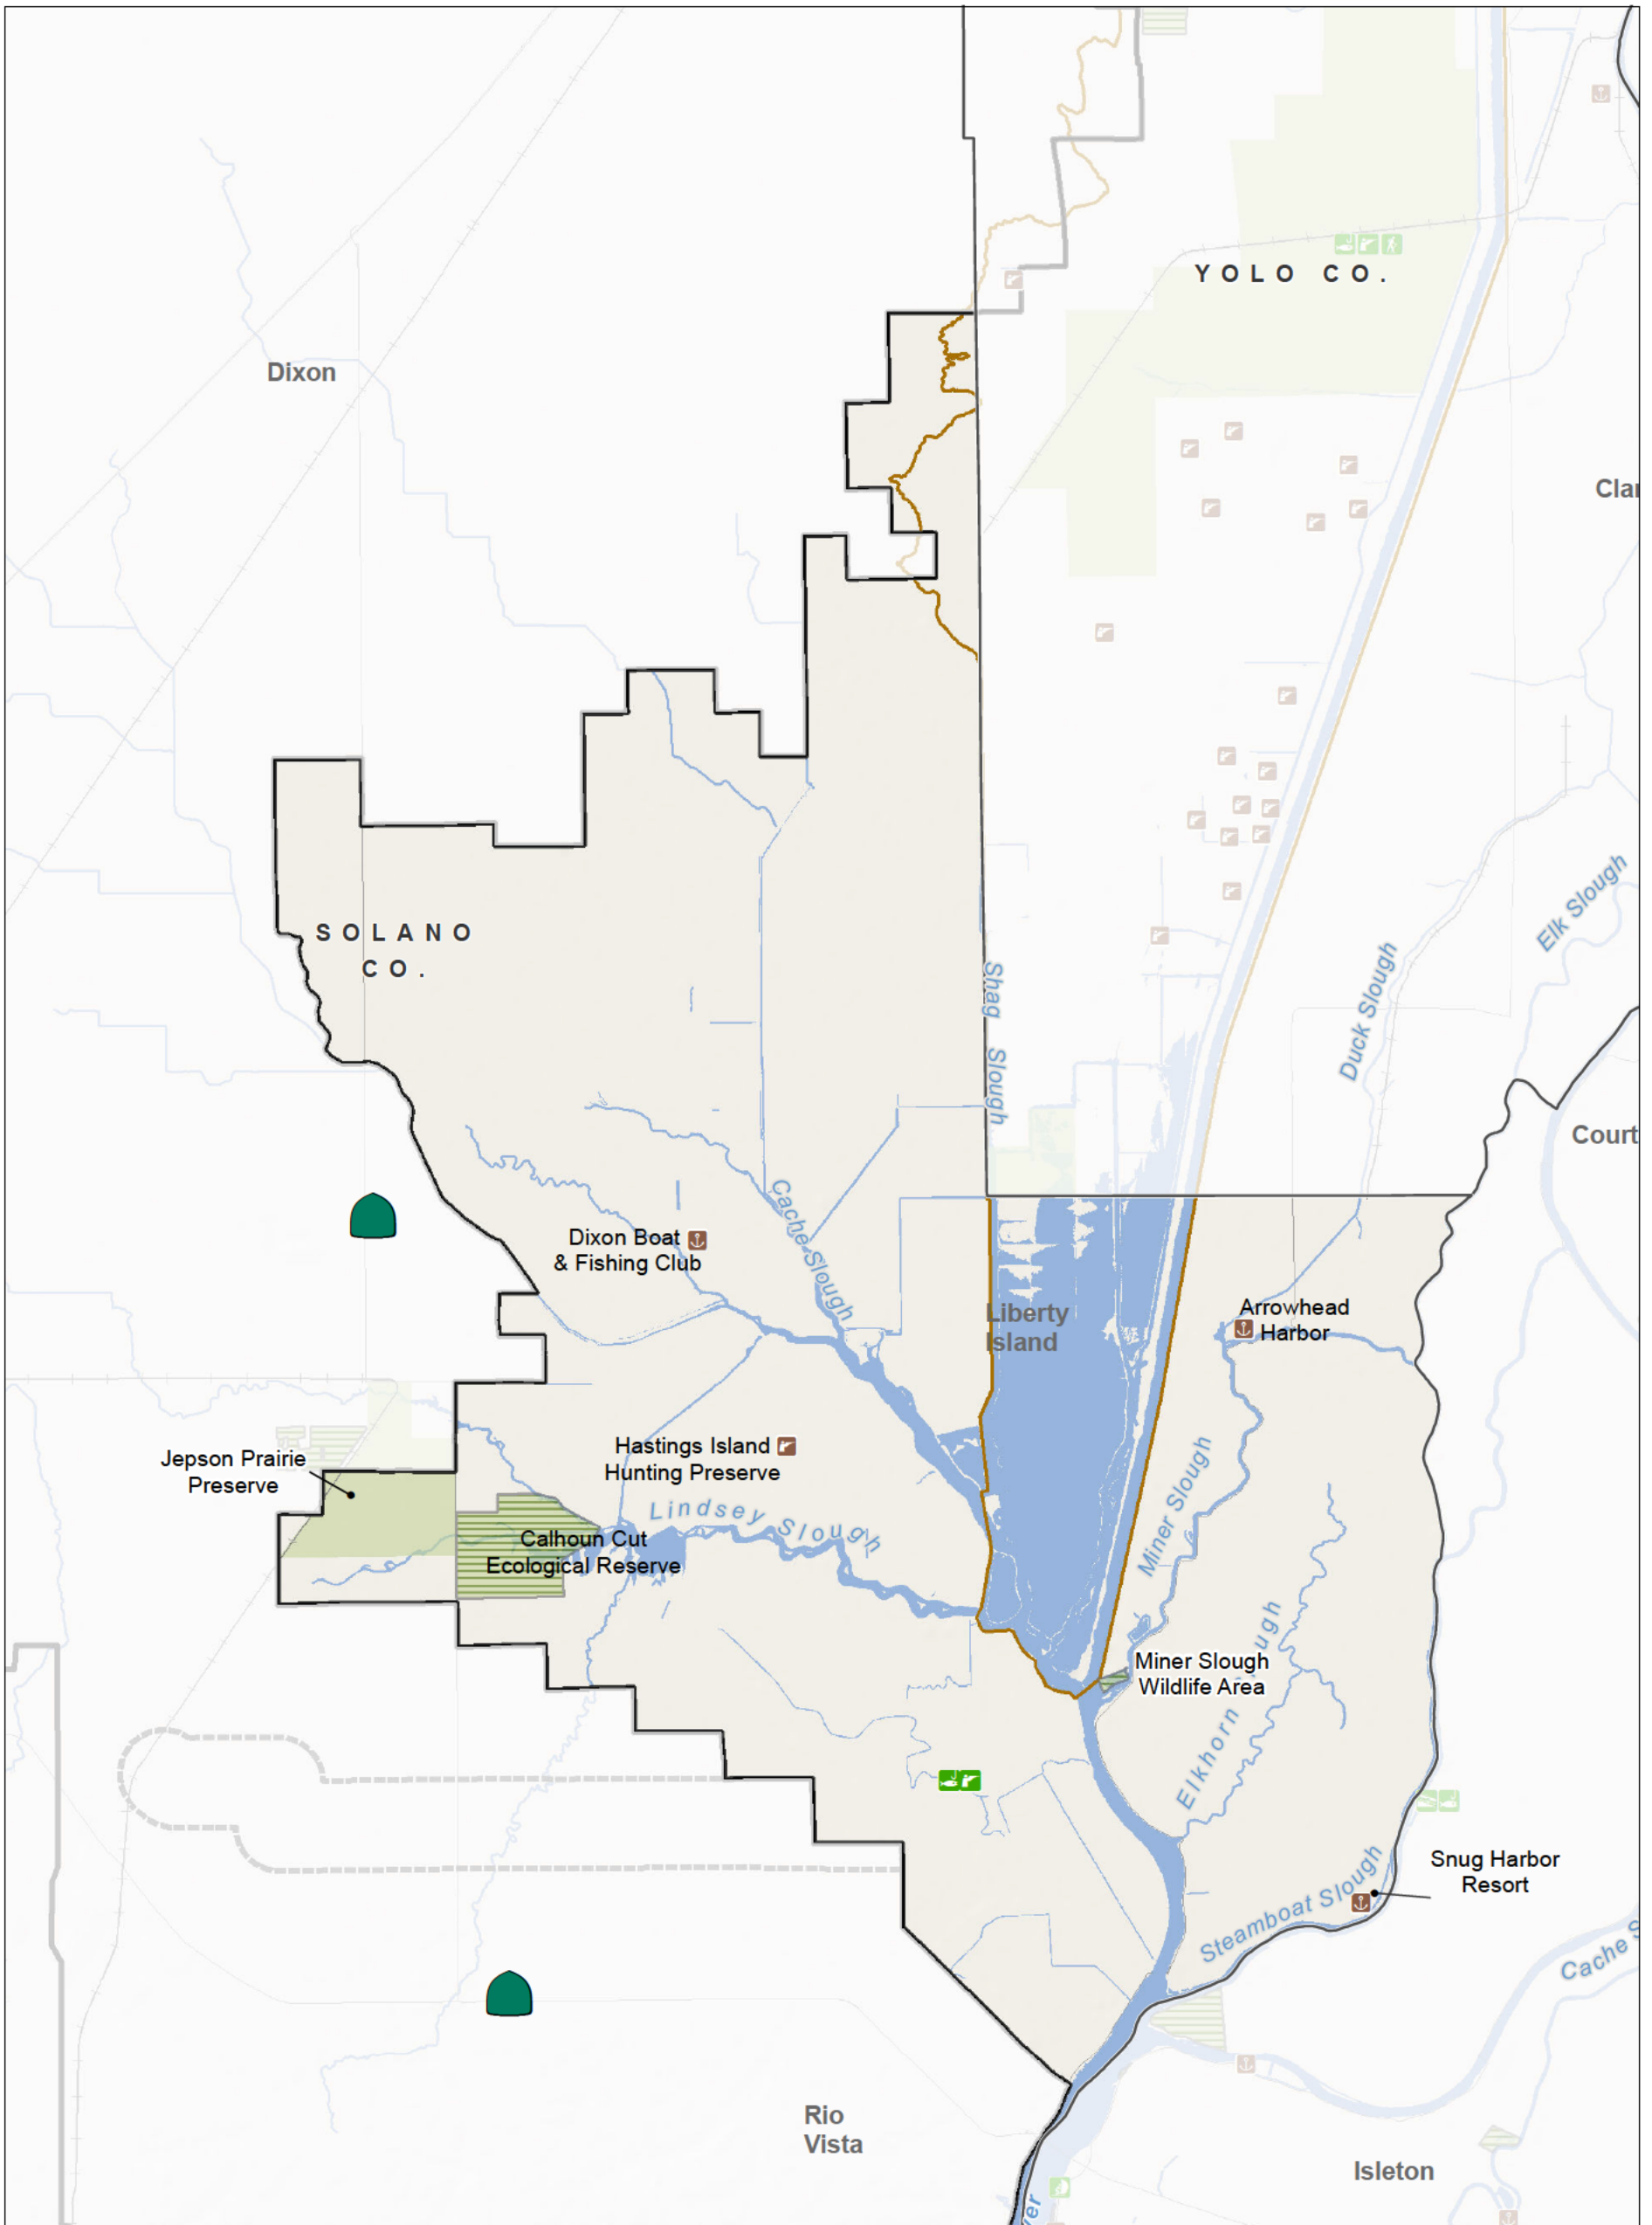 YOLO CO.
Dixon
Clar
SOLANO
CO.
Elk Slough
Shag Slough
Duck Slough
Court
Cache Slough
Dixon Boat
& Fishing Club
Liberty
Island
Arrowhead
Harbor
Jepson Prairie
Preserve
Hastings Island
Hunting Preserve
Lindsey Slough
Miner Slough
Calhoun Cut
Ecological Reserve
Miner Slough
Wildlife Area
Elkhorn Slough
Snug Harbor
Resort
Steamboat Slough
Cache S
Rio
Vista
Isleton
ver